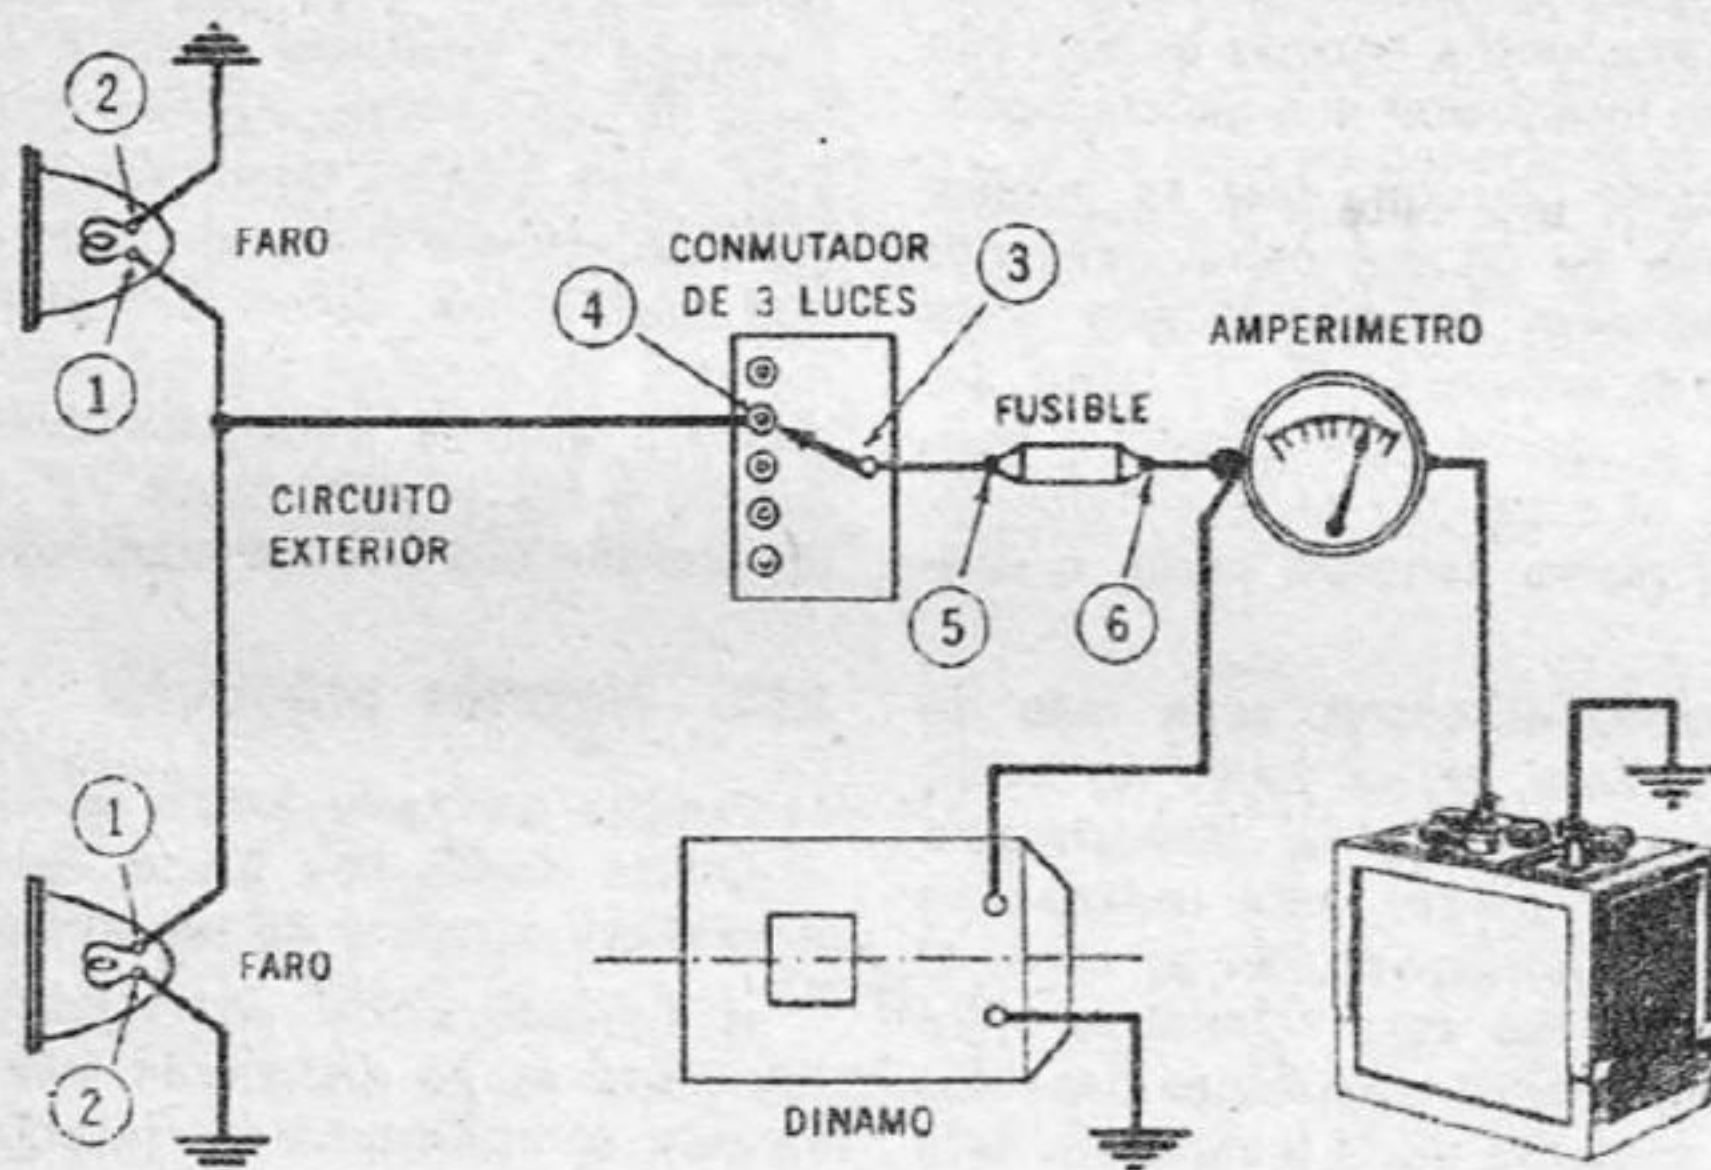 2
FARO
1
CONMUTADOR
DE 3 LUCES
3
4
AMPERIMETRO
FUSIBLE
CIRCUITO
EXTERIOR
5
6
1
FARO
2
DINAMO